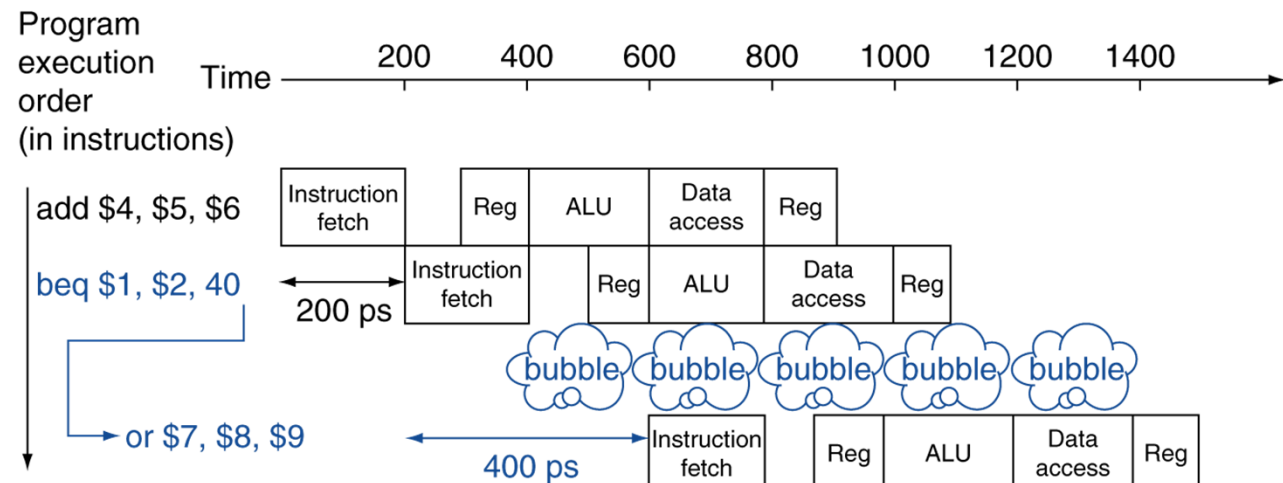 Program
execution
order
(in instructions)
Time
200 400 600 800 1000 1200 1400
add $4, $5, $6
Instruction
fetch
Reg
ALU
Data
access
Reg
beq $1, $2, 40
200 ps
Instruction
fetch
Reg
ALU
Data
access
Reg
bubble bubble bubble bubble bubble
or $7, $8, $9
400 ps
Instruction
fetch
Reg
ALU
Data
access
Reg